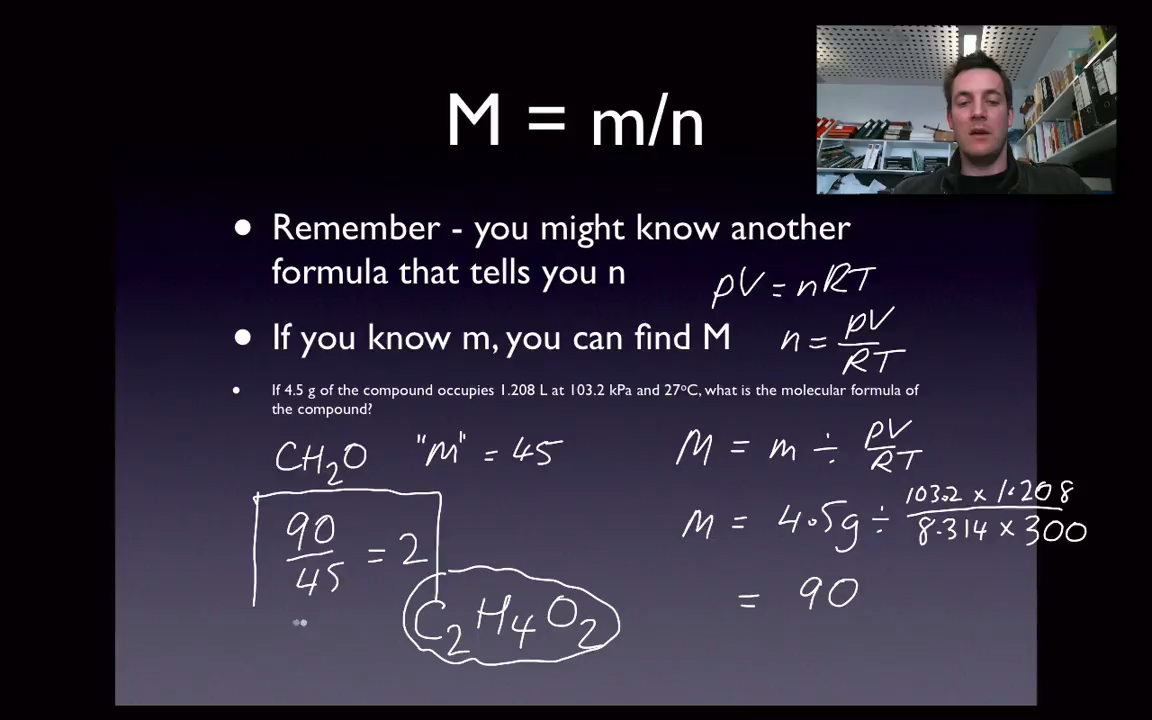 M = m/n
• Remember - you might know another
formula that tells you n
pV = nRT
• If you know m, you can find M
n = pV/RT
• If 4.5 g of the compound occupies 1.208 L at 103.2 kPa and 27°C, what is the molecular formula of
the compound?
CH₂O "M" = 45
M = m ÷ pV/RT
M = 4.5g ÷ 103.2 x 1.208 / 8.314 x 300
90/45 = 2
= 90
C₂H₄O₂